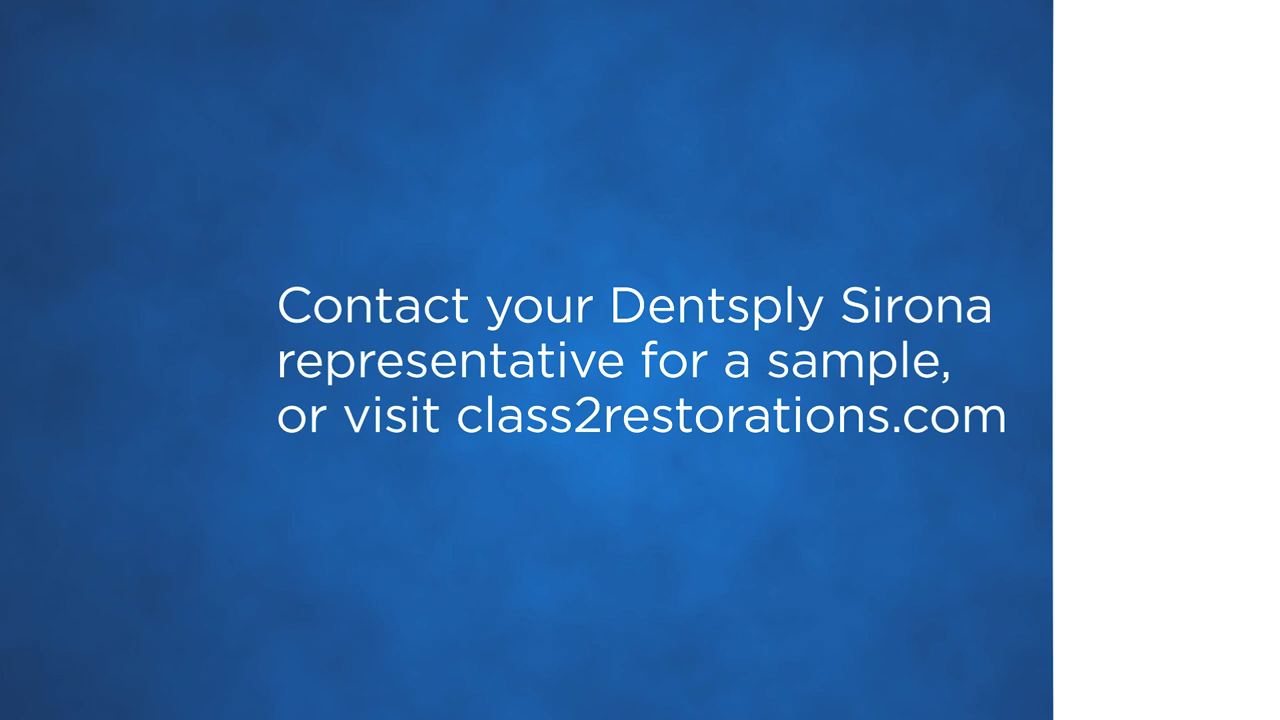 Contact your Dentsply Sirona
representative for a sample,
or visit class2restorations.com